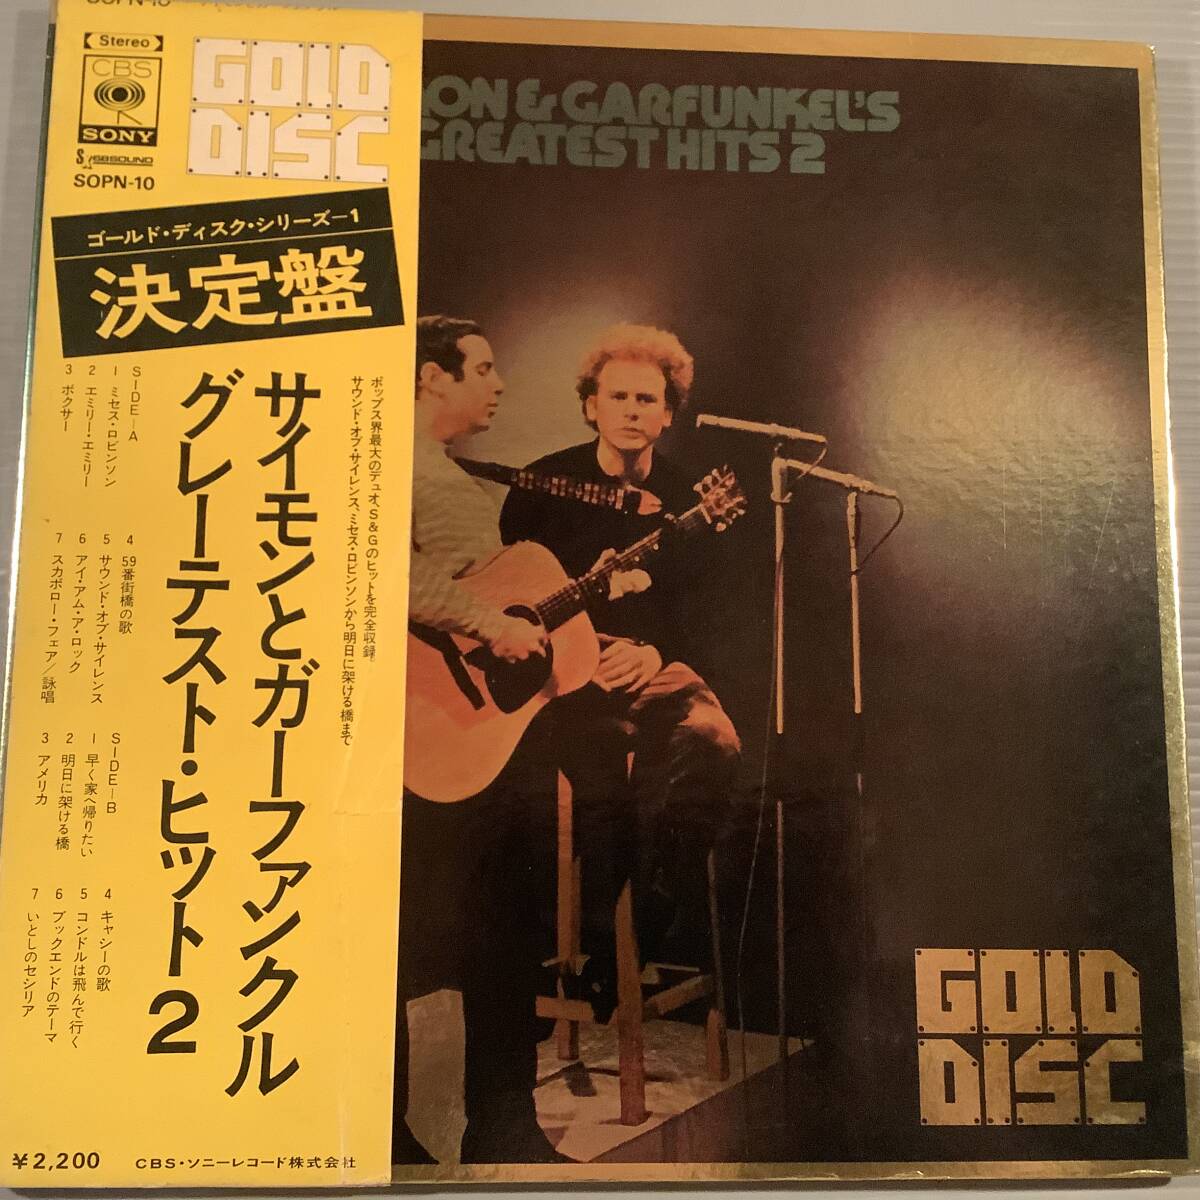 SOPN-10
Stereo
CBS
SONY
SOPN-10
GOLD
DISC
ゴールド・ディスク・シリーズ—1
決定盤
ポップス界最大のデュオ、S&Gのヒットを完全収録。
サウンド・オブ・サイレンス、ミセス・ロビンソンから明日に架ける橋まで
サイモンとガーファンクル
グレーテスト・ヒット2
SIDE—A
1 ミセス・ロビンソン
2 エミリー・エミリー
3 ボクサー
4 59番街橋の歌
5 サウンド・オブ・サイレンス
6 アイ・アム・ア・ロック
7 スカボロー・フェア/詠唱
SIDE—B
1 早く家へ帰りたい
2 明日に架ける橋
3 アメリカ
4 キャシーの歌
5 コンドルは飛んで行く
6 ブックエンドのテーマ
7 いとしのセシリア
¥2,200
CBS・ソニーレコード株式会社
ON & GARFUNKEL'S
GREATEST HITS 2
GOLD
DISC